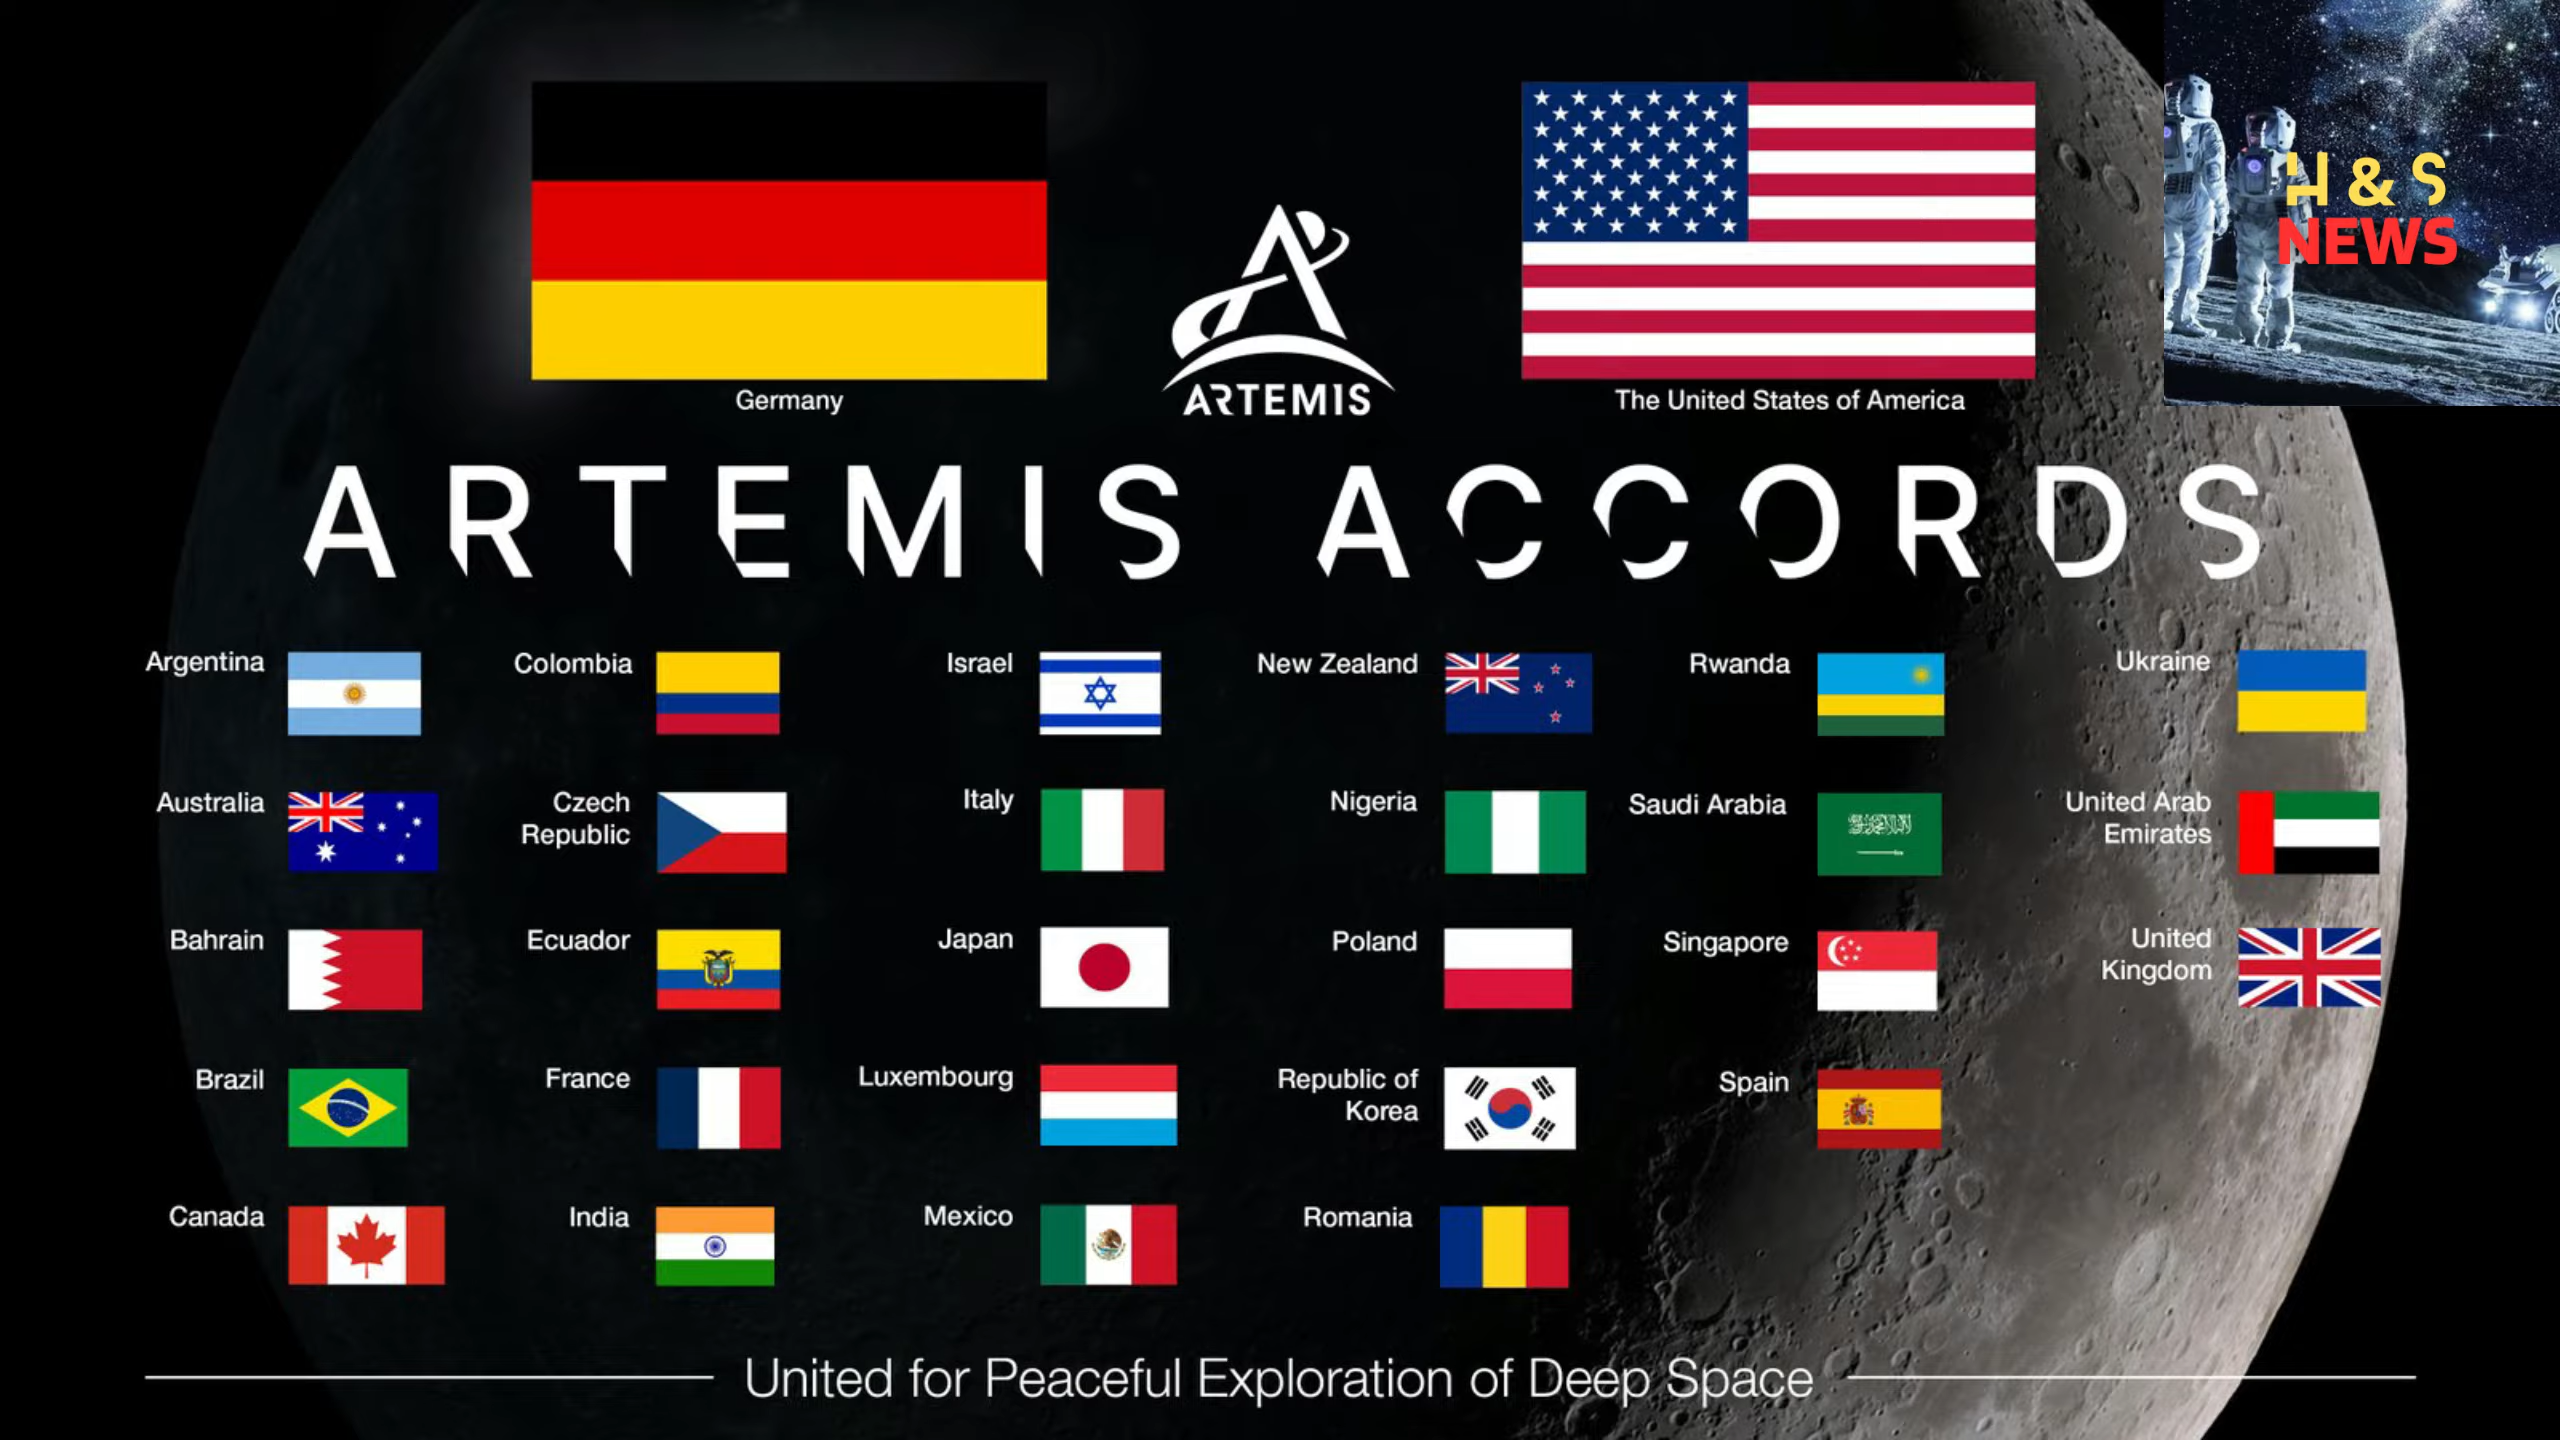 H & S
NEWS
Germany
ARTEMIS
The United States of America
ARTEMIS ACCORDS
Argentina
Colombia
Israel
New Zealand
Rwanda
Ukraine
Australia
Czech
Republic
Italy
Nigeria
Saudi Arabia
United Arab
Emirates
Bahrain
Ecuador
Japan
Poland
Singapore
United
Kingdom
Brazil
France
Luxembourg
Republic of
Korea
Spain
Canada
India
Mexico
Romania
United for Peaceful Exploration of Deep Space